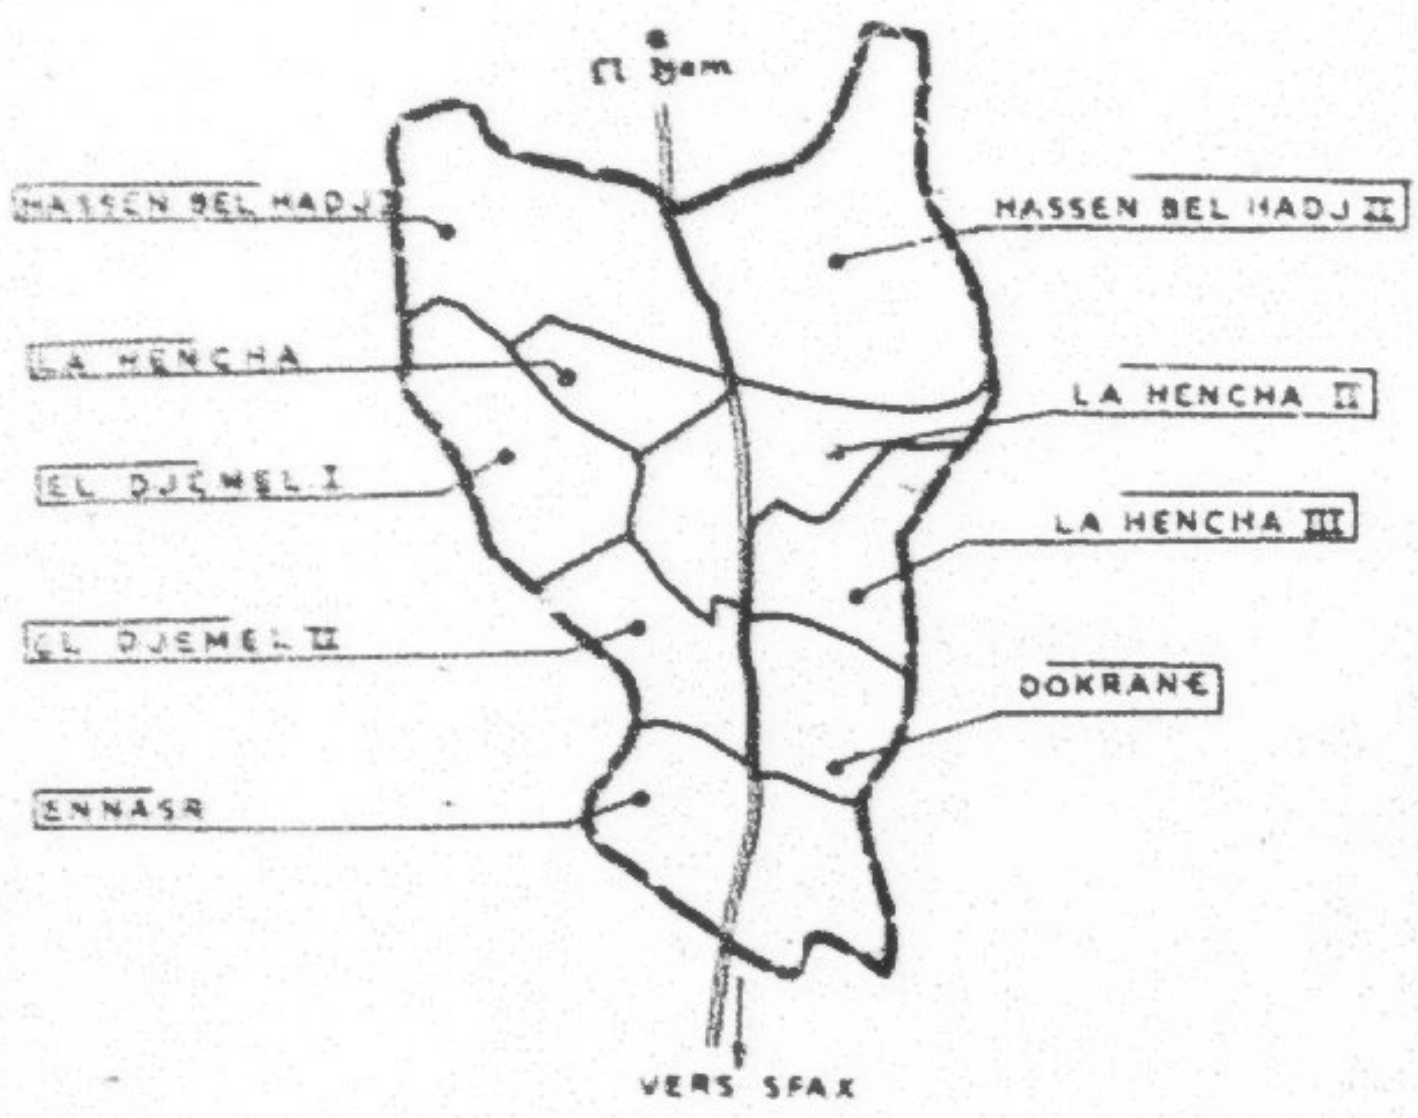 El Djem
HASSEN BEL HADJ I
HASSEN BEL HADJ II
LA HENCHA
LA HENCHA II
EL DJEMEL I
LA HENCHA III
EL DJEMEL II
DOKRANE
ENNASR
VERS SFAX